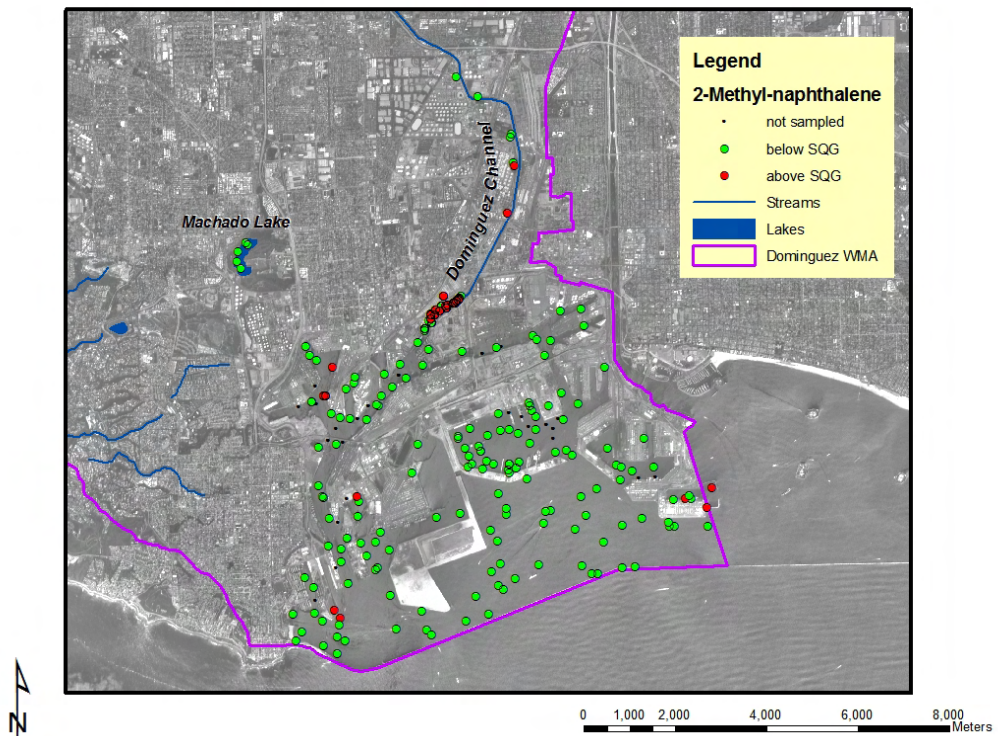 Legend
2-Methyl-naphthalene
not sampled
below SQG
above SQG
Streams
Lakes
Dominguez WMA
Dominguez Channel
Machado Lake
N
0 1,000 2,000 4,000 6,000 8,000
Meters